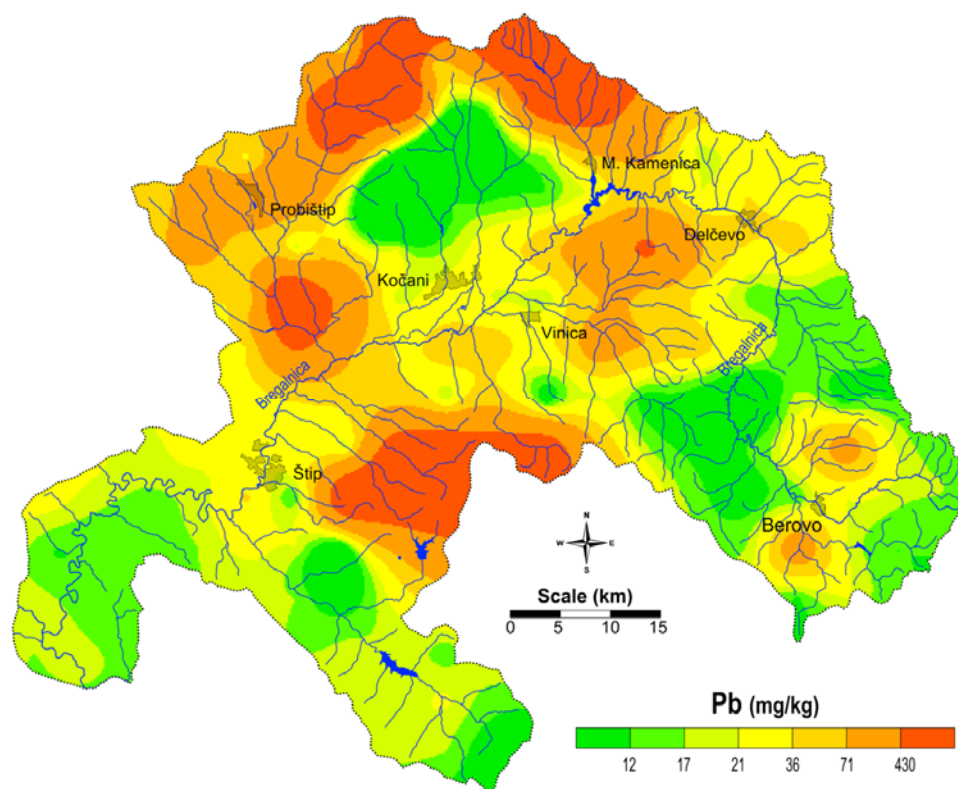 M. Kamenica
Probištip
Delčevo
Kočani
Vinica
Bregalnica
Bregalnica
Štip
Berovo
N
W E
S
Scale (km)
0 5 10 15
Pb (mg/kg)
12 17 21 36 71 430